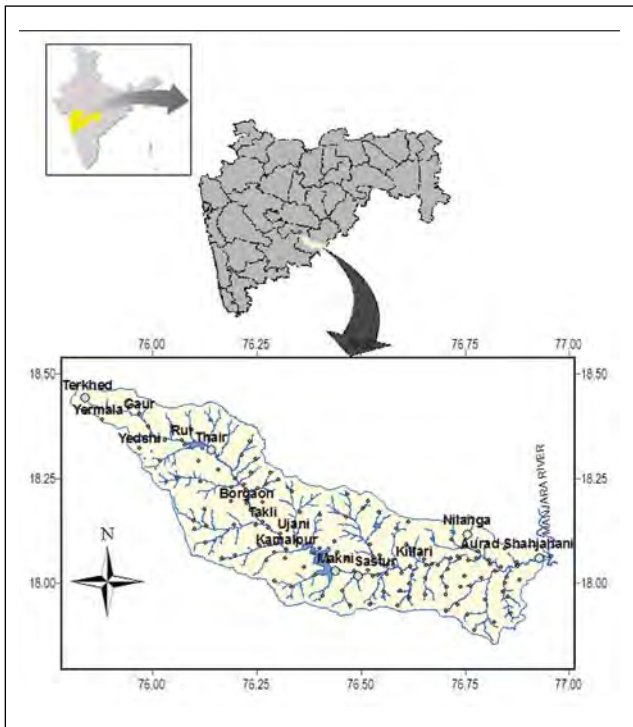 76.00 76.25 76.50 76.75 77.00
18.50 18.50
Terkhed
Yermala Gaur
Yedshi Rui Thair
18.25 18.25
MANJARA RIVER
Borgaon
Takli
Ujani
Kamalpur
Nilanga
Makni Sastur Killari Aurad Shahjahani
18.00 18.00
N
76.00 76.25 76.50 76.75 77.00